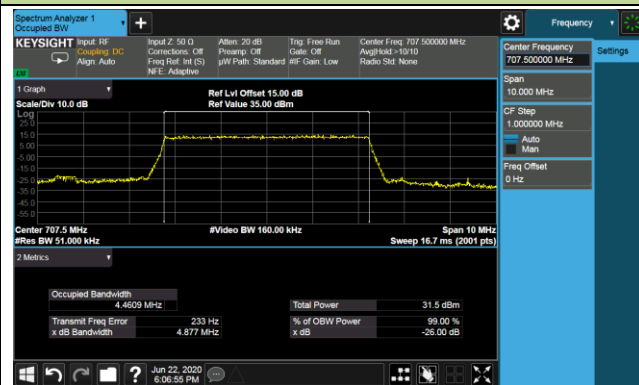 Spectrum Analyzer 1
Occupied BW
Frequency
KEYSIGHT
Input: RF
Coupling: DC
Align: Auto
Input Z: 50 Ω
Corrections: Off
Freq Ref: Int (S)
NFE: Adaptive
Atten: 20 dB
Preamp: Off
µW Path: Standard
Trig: Free Run
Gate: Off
#IF Gain: Low
Center Freq: 707.500000 MHz
Avg|Hold:>10/10
Radio Std: None
Center Frequency
707.500000 MHz
Settings
Span
10.000 MHz
CF Step
1.000000 MHz
Auto
Man
Freq Offset
0 Hz
1 Graph
Scale/Div 10.0 dB
Ref Lvl Offset 15.00 dB
Ref Value 35.00 dBm
Log
25.0
15.0
5.00
-5.00
-15.0
-25.0
-35.0
-45.0
-55.0
Center 707.5 MHz
#Res BW 51.000 kHz
#Video BW 160.00 kHz
Span 10 MHz
Sweep 16.7 ms (2001 pts)
2 Metrics
Occupied Bandwidth
4.4609 MHz
Total Power 31.5 dBm
Transmit Freq Error 233 Hz
% of OBW Power 99.00 %
x dB Bandwidth 4.877 MHz
x dB -26.00 dB
?
Jun 22, 2020
6:06:55 PM